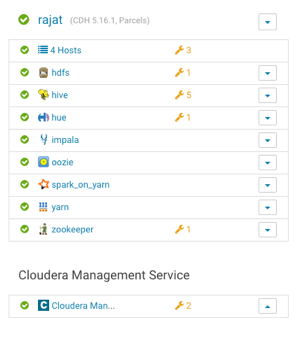 rajat (CDH 5.16.1, Parcels)
4 Hosts 3
hdfs 1
hive 5
hue 1
impala
oozie
spark_on_yarn
yarn
zookeeper 1
Cloudera Management Service
C Cloudera Man... 2